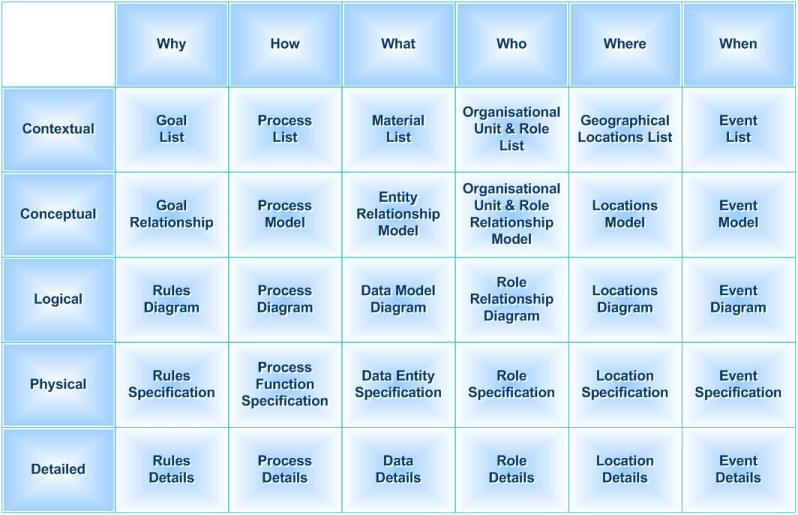 Why How What Who Where When
Contextual
Goal
List
Process
List
Material
List
Organisational
Unit & Role
List
Geographical
Locations List
Event
List
Conceptual
Goal
Relationship
Process
Model
Entity
Relationship
Model
Organisational
Unit & Role
Relationship
Model
Locations
Model
Event
Model
Logical
Rules
Diagram
Process
Diagram
Data Model
Diagram
Role
Relationship
Diagram
Locations
Diagram
Event
Diagram
Physical
Rules
Specification
Process
Function
Specification
Data Entity
Specification
Role
Specification
Location
Specification
Event
Specification
Detailed
Rules
Details
Process
Details
Data
Details
Role
Details
Location
Details
Event
Details